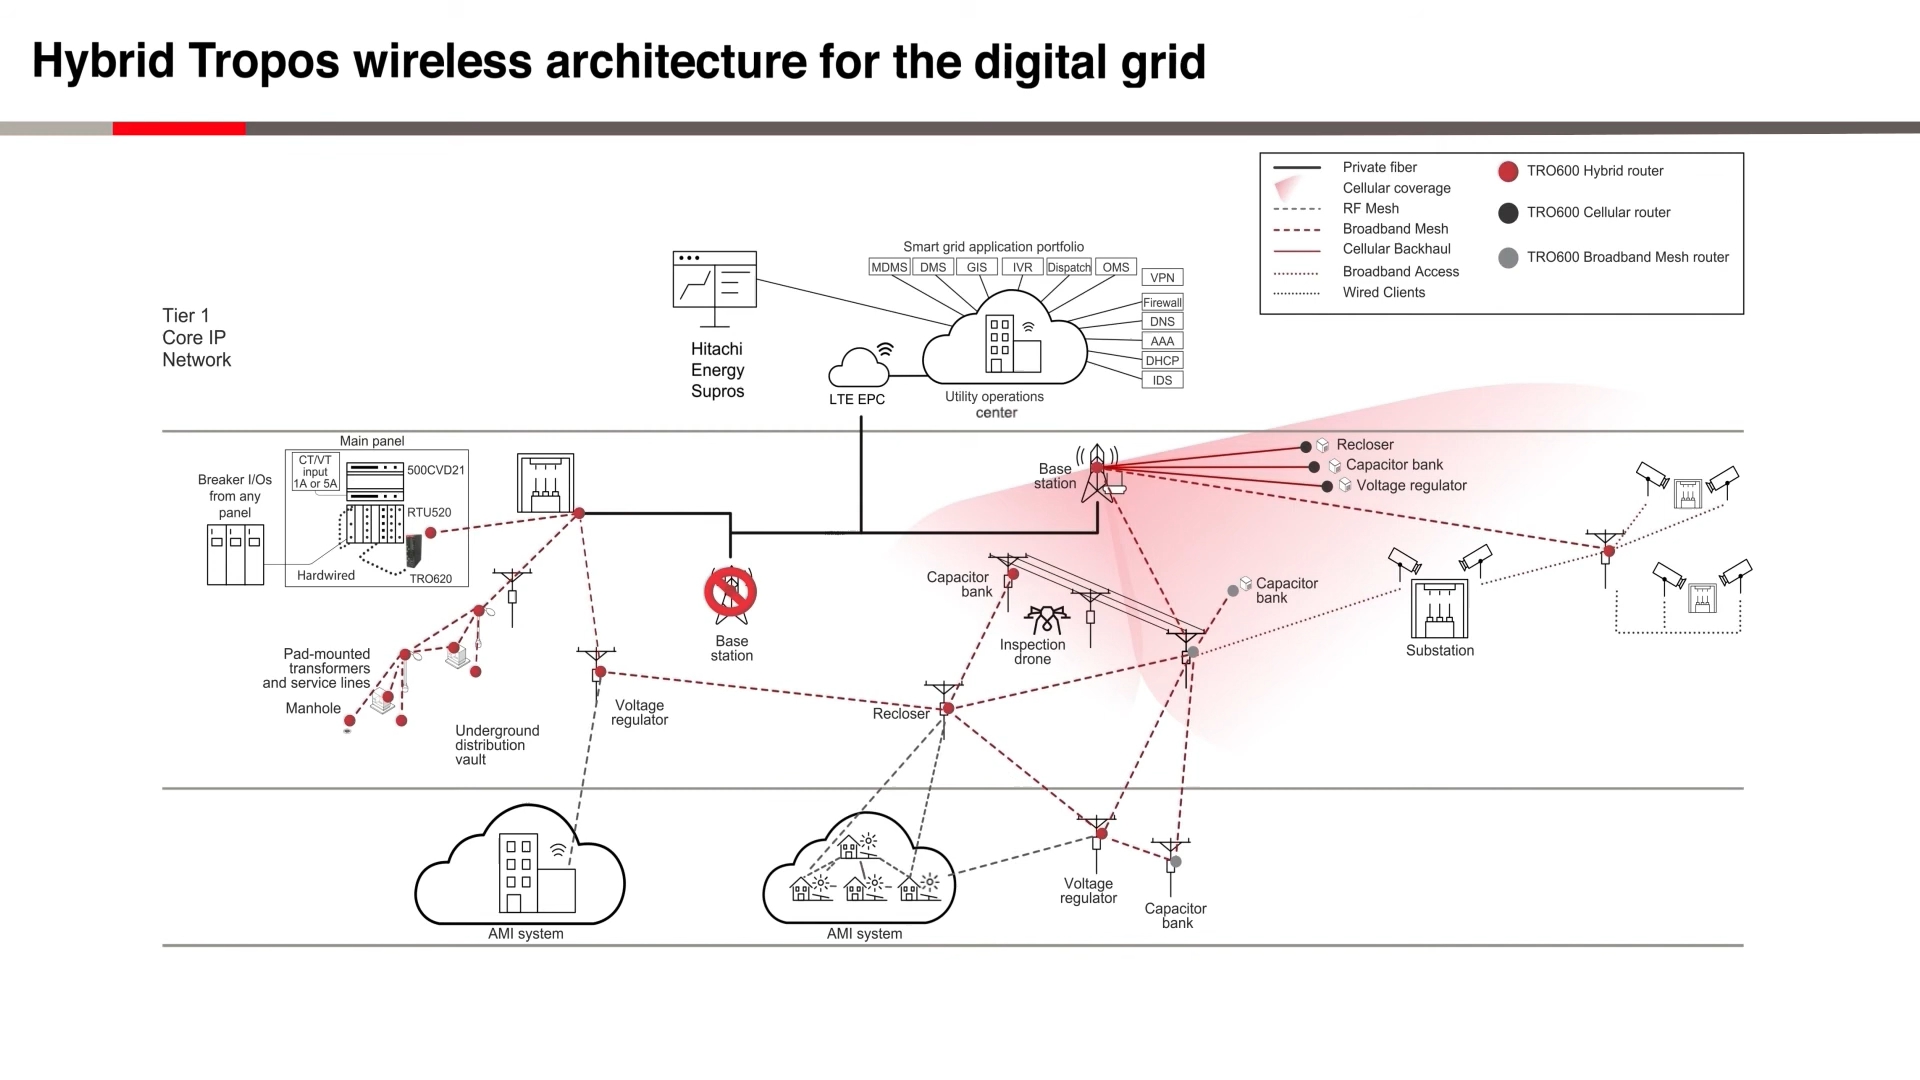 Hybrid Tropos wireless architecture for the digital grid
Private fiber
Cellular coverage
RF Mesh
Broadband Mesh
Cellular Backhaul
Broadband Access
Wired Clients
TRO600 Hybrid router
TRO600 Cellular router
TRO600 Broadband Mesh router
Tier 1
Core IP
Network
Hitachi
Energy
Supros
Smart grid application portfolio
MDMS
DMS
GIS
IVR
Dispatch
OMS
VPN
Firewall
DNS
AAA
DHCP
IDS
LTE EPC
Utility operations
center
Main panel
CT/VT
input
1A or 5A
500CVD21
RTU520
TRO620
Hardwired
Breaker I/Os
from any
panel
Base
station
Recloser
Capacitor bank
Voltage regulator
Base
station
Capacitor
bank
Inspection
drone
Capacitor
bank
Substation
Pad-mounted
transformers
and service lines
Manhole
Underground
distribution
vault
Voltage
regulator
Recloser
AMI system
AMI system
Voltage
regulator
Capacitor
bank